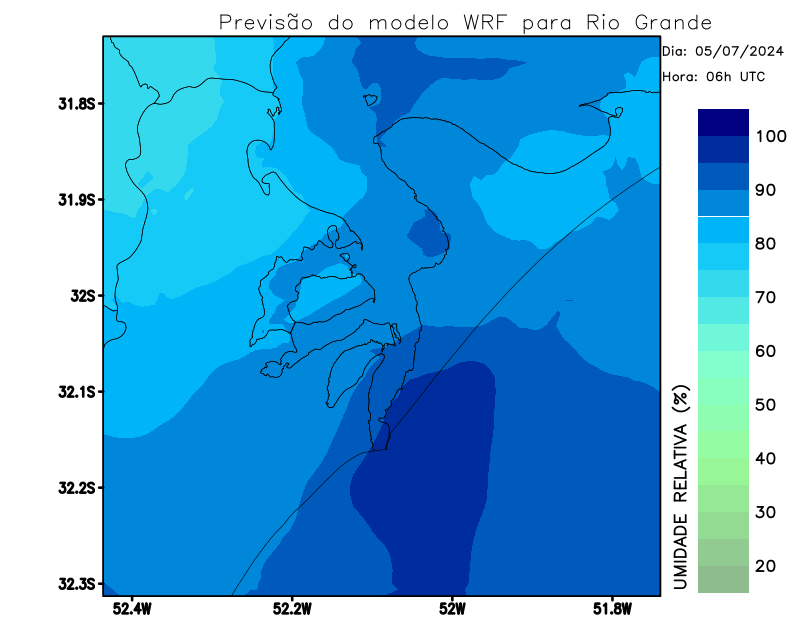 Previsão do modelo WRF para Rio Grande
Dia: 05/07/2024
Hora: 06h UTC
31.8S
31.9S
32S
32.1S
32.2S
32.3S
52.4W
52.2W
52W
51.8W
100
90
80
70
60
50
40
30
20
UMIDADE RELATIVA (%)